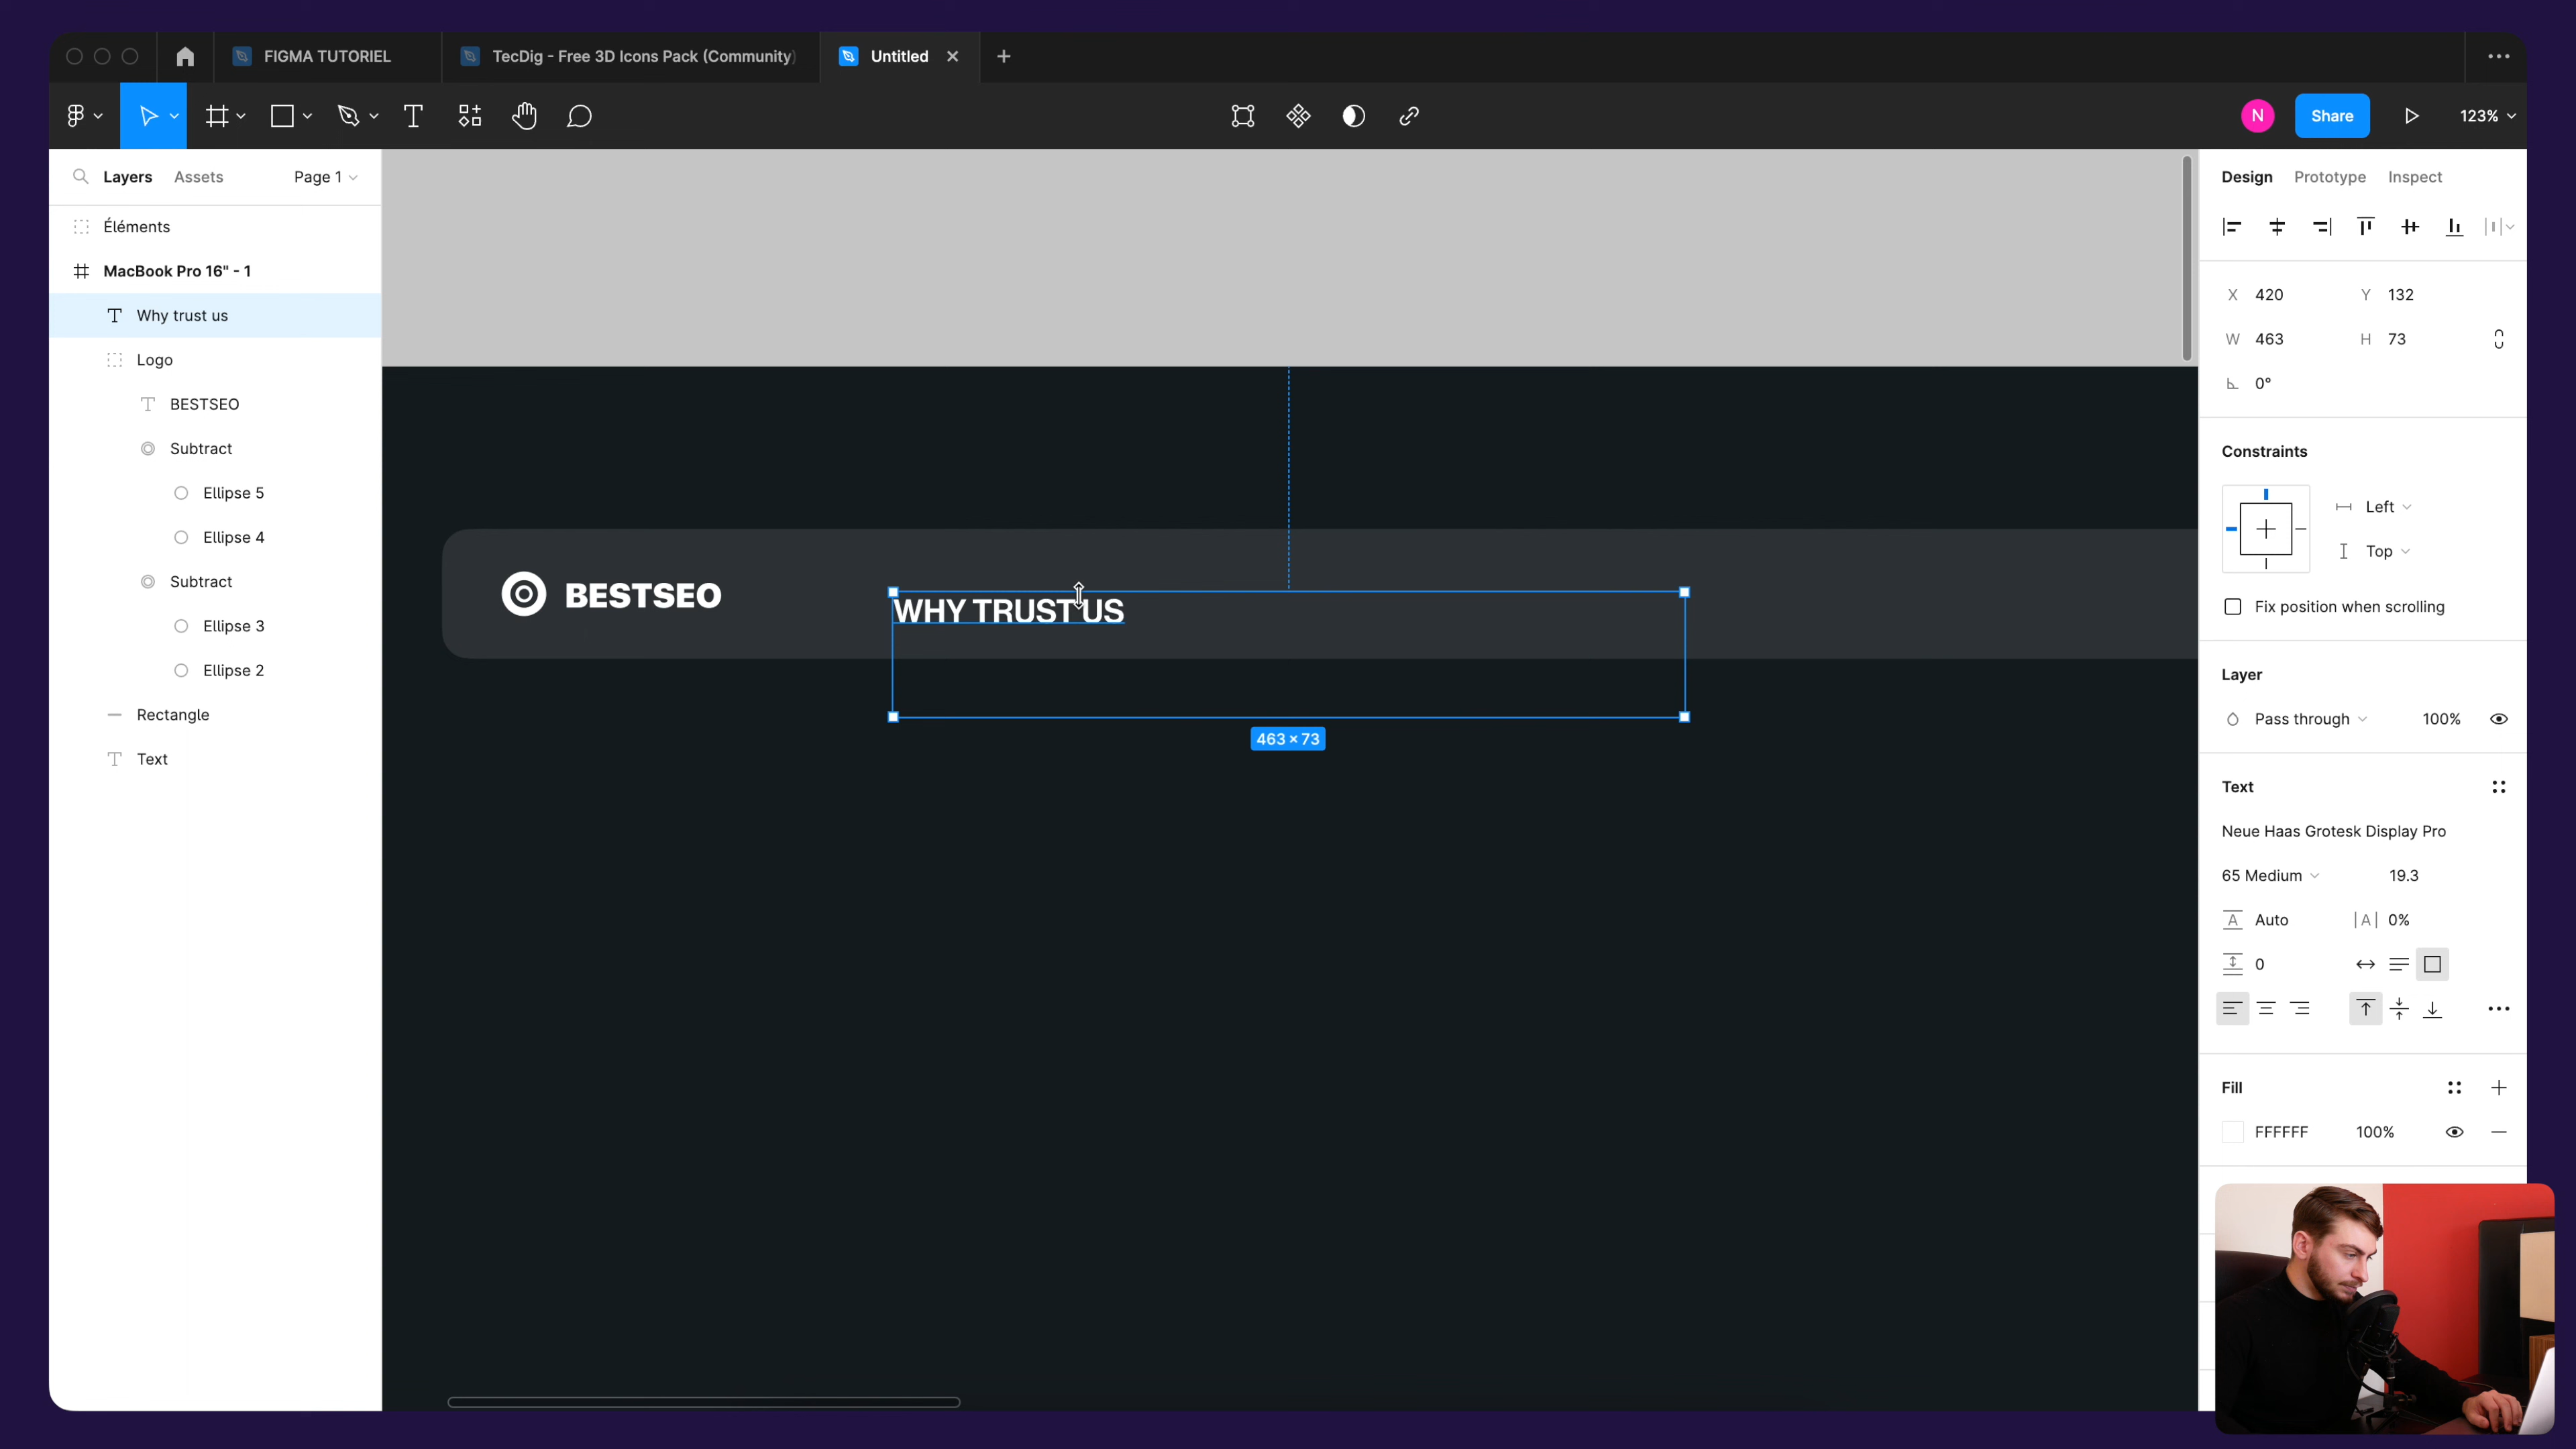 FIGMA TUTORIEL
TecDig - Free 3D Icons Pack (Community)
Untitled
Share
N
123%
Layers
Assets
Page 1
Éléments
MacBook Pro 16" - 1
Why trust us
Logo
BESTSEO
Subtract
Ellipse 5
Ellipse 4
Subtract
Ellipse 3
Ellipse 2
Rectangle
Text
BESTSEO
WHY TRUST US
463 × 73
Design
Prototype
Inspect
X 420
Y 132
W 463
H 73
0°
Constraints
Left
Top
Fix position when scrolling
Layer
Pass through
100%
Text
Neue Haas Grotesk Display Pro
65 Medium
19.3
A Auto
|A| 0%
0
Fill
FFFFFF
100%